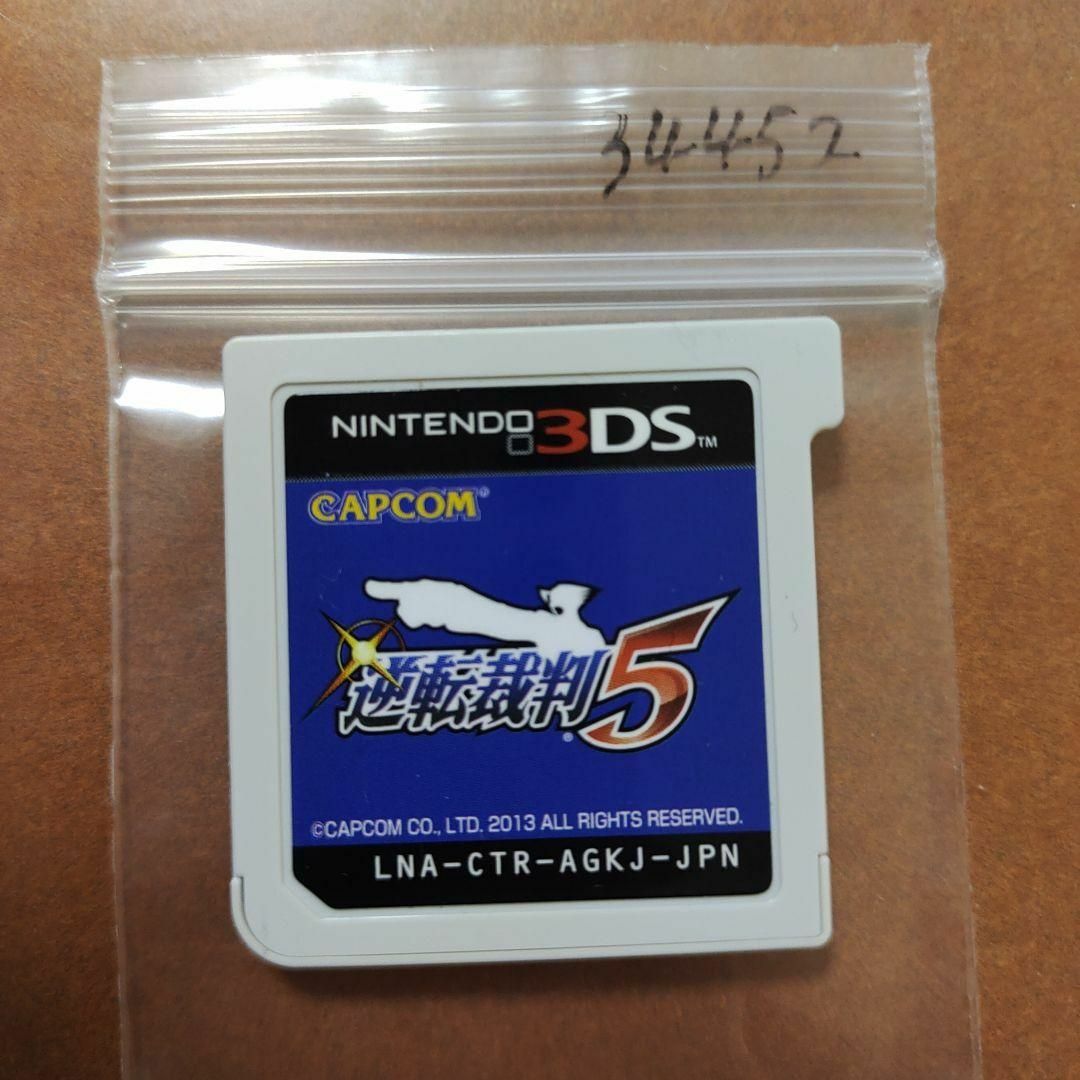 34452
NINTENDO 3DS™
CAPCOM®
逆転裁判5
®
©CAPCOM CO., LTD. 2013 ALL RIGHTS RESERVED.
LNA-CTR-AGKJ-JPN